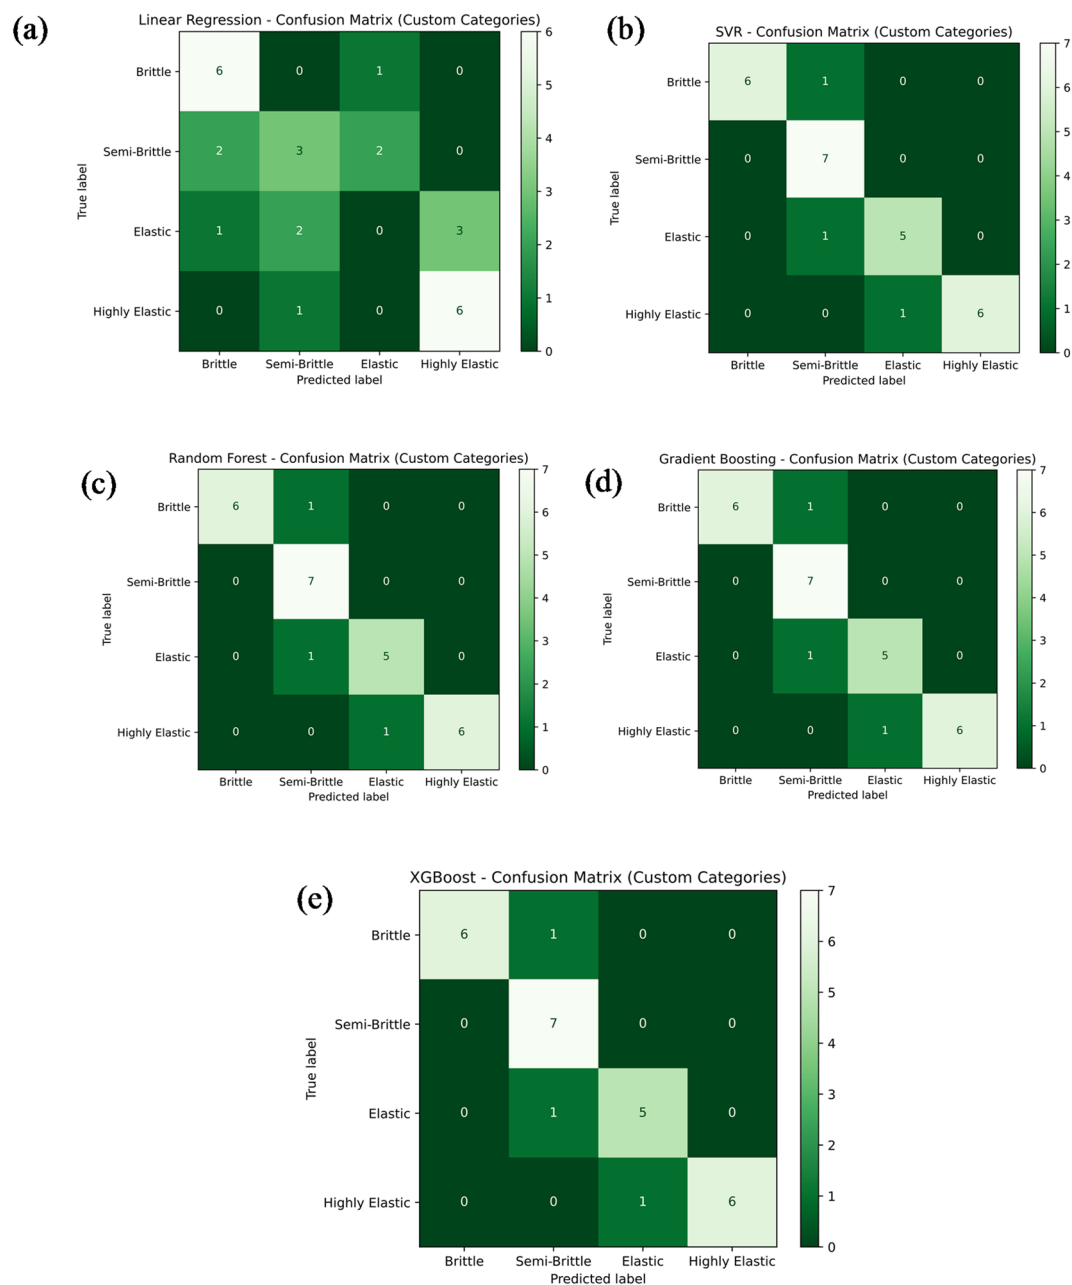 (a)
Linear Regression - Confusion Matrix (Custom Categories)
True label
Brittle 6 0 1 0
Semi-Brittle 2 3 2 0
Elastic 1 2 0 3
Highly Elastic 0 1 0 6
Brittle Semi-Brittle Elastic Highly Elastic
Predicted label
6
5
4
3
2
1
0
(b)
SVR - Confusion Matrix (Custom Categories)
True label
Brittle 6 1 0 0
Semi-Brittle 0 7 0 0
Elastic 0 1 5 0
Highly Elastic 0 0 1 6
Brittle Semi-Brittle Elastic Highly Elastic
Predicted label
7
6
5
4
3
2
1
0
(c)
Random Forest - Confusion Matrix (Custom Categories)
True label
Brittle 6 1 0 0
Semi-Brittle 0 7 0 0
Elastic 0 1 5 0
Highly Elastic 0 0 1 6
Brittle Semi-Brittle Elastic Highly Elastic
Predicted label
7
6
5
4
3
2
1
0
(d)
Gradient Boosting - Confusion Matrix (Custom Categories)
True label
Brittle 6 1 0 0
Semi-Brittle 0 7 0 0
Elastic 0 1 5 0
Highly Elastic 0 0 1 6
Brittle Semi-Brittle Elastic Highly Elastic
Predicted label
7
6
5
4
3
2
1
0
(e)
XGBoost - Confusion Matrix (Custom Categories)
True label
Brittle 6 1 0 0
Semi-Brittle 0 7 0 0
Elastic 0 1 5 0
Highly Elastic 0 0 1 6
Brittle Semi-Brittle Elastic Highly Elastic
Predicted label
7
6
5
4
3
2
1
0